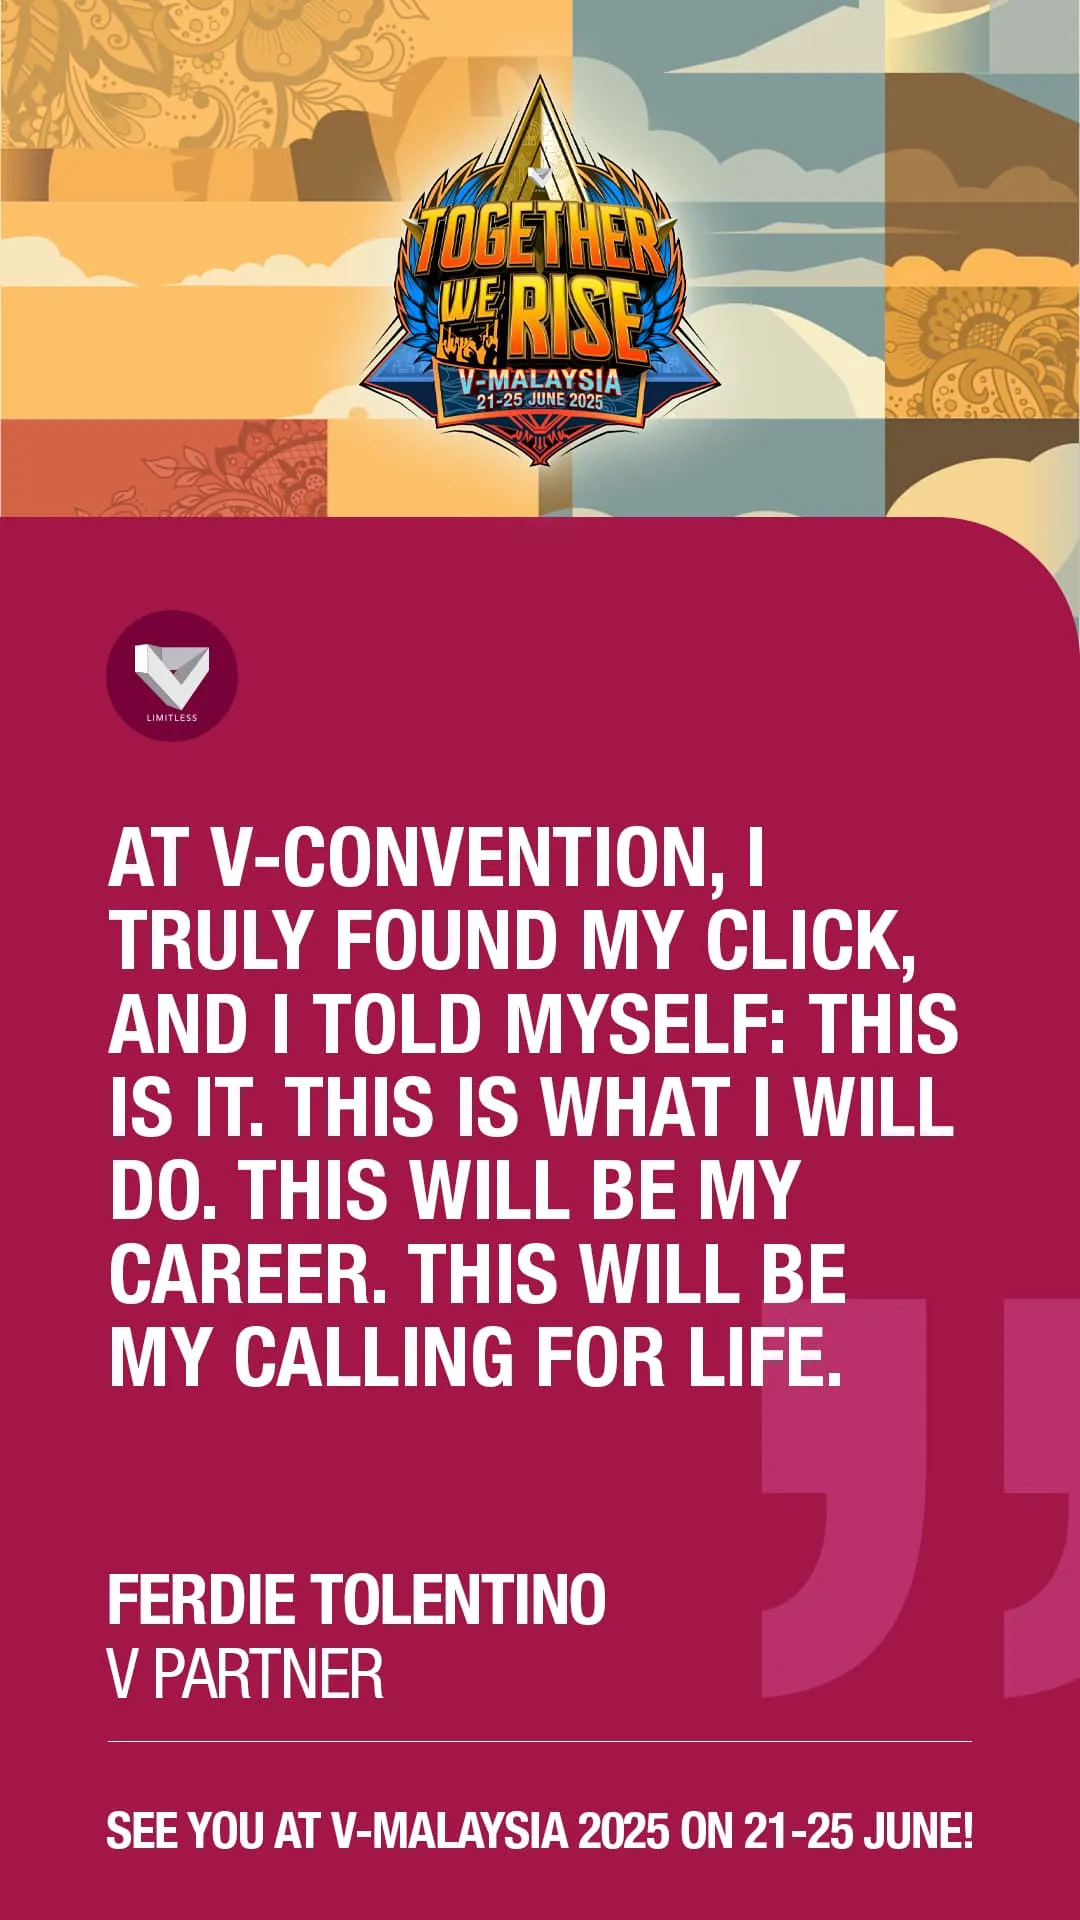 TOGETHER
WE RISE
V-MALAYSIA
21-25 JUNE 2025
LIMITLESS
AT V-CONVENTION, I
TRULY FOUND MY CLICK,
AND I TOLD MYSELF: THIS
IS IT. THIS IS WHAT I WILL
DO. THIS WILL BE MY
CAREER. THIS WILL BE
MY CALLING FOR LIFE.
FERDIE TOLENTINO
V PARTNER
SEE YOU AT V-MALAYSIA 2025 ON 21-25 JUNE!